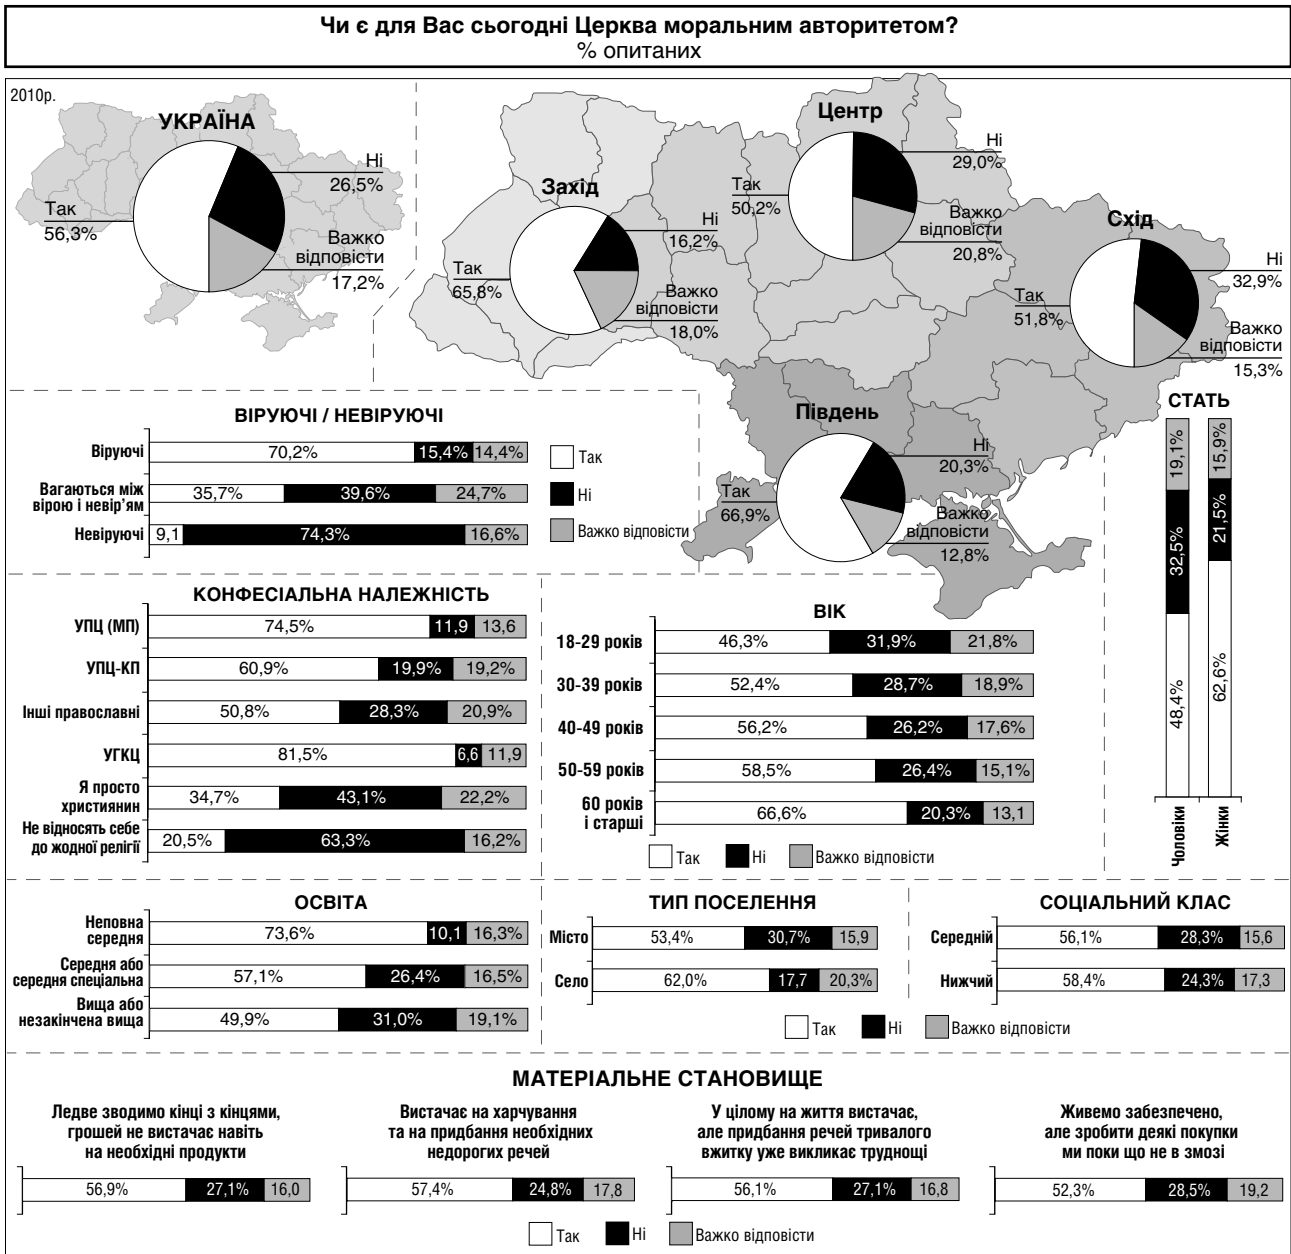 Чи є для Вас сьогодні Церква моральним авторитетом?
% опитаних
2010р.
УКРАЇНА
Так
56,3%
Ні
26,5%
Важко
відповісти
17,2%
Захід
Так
65,8%
Ні
16,2%
Важко
відповісти
18,0%
Центр
Так
50,2%
Ні
29,0%
Важко
відповісти
20,8%
Схід
Так
51,8%
Ні
32,9%
Важко
відповісти
15,3%
Південь
Так
66,9%
Ні
20,3%
Важко
відповісти
12,8%
ВІРУЮЧІ / НЕВІРУЮЧІ
Віруючі 70,2% 15,4% 14,4%
Вагаються між
вірою і невір’ям 35,7% 39,6% 24,7%
Невіруючі 9,1 74,3% 16,6%
Так
Ні
Важко відповісти
СТАТЬ
19,1% 15,9%
32,5% 21,5%
48,4% 62,6%
Чоловіки Жінки
КОНФЕСІАЛЬНА НАЛЕЖНІСТЬ
УПЦ (МП) 74,5% 11,9 13,6
УПЦ-КП 60,9% 19,9% 19,2%
Інші православні 50,8% 28,3% 20,9%
УГКЦ 81,5% 6,6 11,9
Я просто
християнин 34,7% 43,1% 22,2%
Не відносять себе
до жодної релігії 20,5% 63,3% 16,2%
ВІК
18-29 років 46,3% 31,9% 21,8%
30-39 років 52,4% 28,7% 18,9%
40-49 років 56,2% 26,2% 17,6%
50-59 років 58,5% 26,4% 15,1%
60 років
і старші 66,6% 20,3% 13,1
Так Ні Важко відповісти
ОСВІТА
Неповна
середня 73,6% 10,1 16,3%
Середня або
середня спеціальна 57,1% 26,4% 16,5%
Вища або
незакінчена вища 49,9% 31,0% 19,1%
ТИП ПОСЕЛЕННЯ
Місто 53,4% 30,7% 15,9
Село 62,0% 17,7 20,3%
СОЦІАЛЬНИЙ КЛАС
Середній 56,1% 28,3% 15,6
Нижчий 58,4% 24,3% 17,3
Так Ні Важко відповісти
МАТЕРІАЛЬНЕ СТАНОВИЩЕ
Ледве зводимо кінці з кінцями,
грошей не вистачає навіть
на необхідні продукти
56,9% 27,1% 16,0
Вистачає на харчування
та на придбання необхідних
недорогих речей
57,4% 24,8% 17,8
У цілому на життя вистачає,
але придбання речей тривалого
вжитку уже викликає труднощі
56,1% 27,1% 16,8
Живемо забезпечено,
але зробити деякі покупки
ми поки що не в змозі
52,3% 28,5% 19,2
Так Ні Важко відповісти